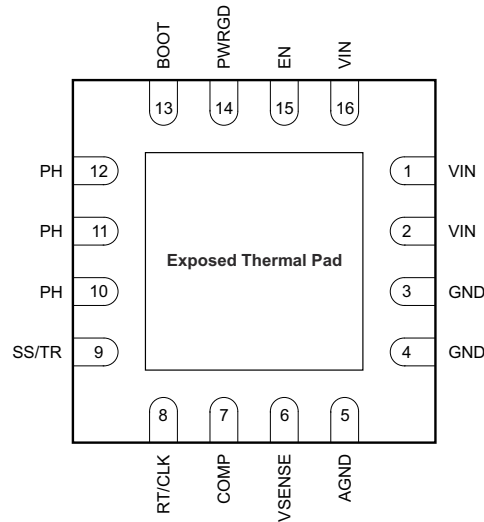 BOOT
PWRGD
EN
VIN
13
14
15
16
PH 12
1 VIN
PH 11
2 VIN
Exposed Thermal Pad
PH 10
3 GND
SS/TR 9
4 GND
8
7
6
5
RT/CLK
COMP
VSENSE
AGND